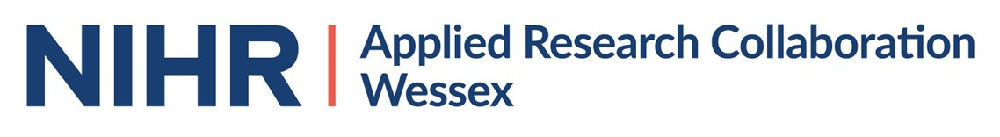 NIHR
Applied Research Collaboration
Wessex